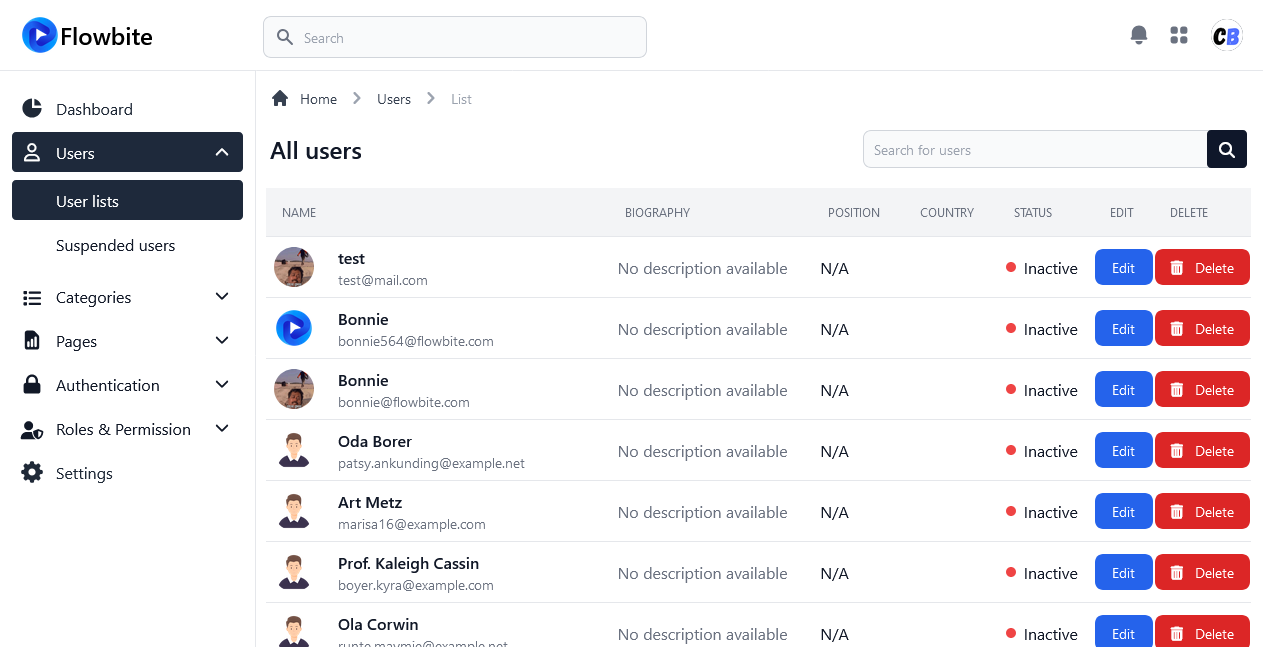 Flowbite
Search
CB
Dashboard
Users
User lists
Suspended users
Categories
Pages
Authentication
Roles & Permission
Settings
Home > Users > List
All users
Search for users
NAME BIOGRAPHY POSITION COUNTRY STATUS EDIT DELETE
test
test@mail.com
No description available N/A Inactive Edit Delete
Bonnie
bonnie564@flowbite.com
No description available N/A Inactive Edit Delete
Bonnie
bonnie@flowbite.com
No description available N/A Inactive Edit Delete
Oda Borer
patsy.ankunding@example.net
No description available N/A Inactive Edit Delete
Art Metz
marisa16@example.com
No description available N/A Inactive Edit Delete
Prof. Kaleigh Cassin
boyer.kyra@example.com
No description available N/A Inactive Edit Delete
Ola Corwin
runte.maymie@example.net
No description available N/A Inactive Edit Delete